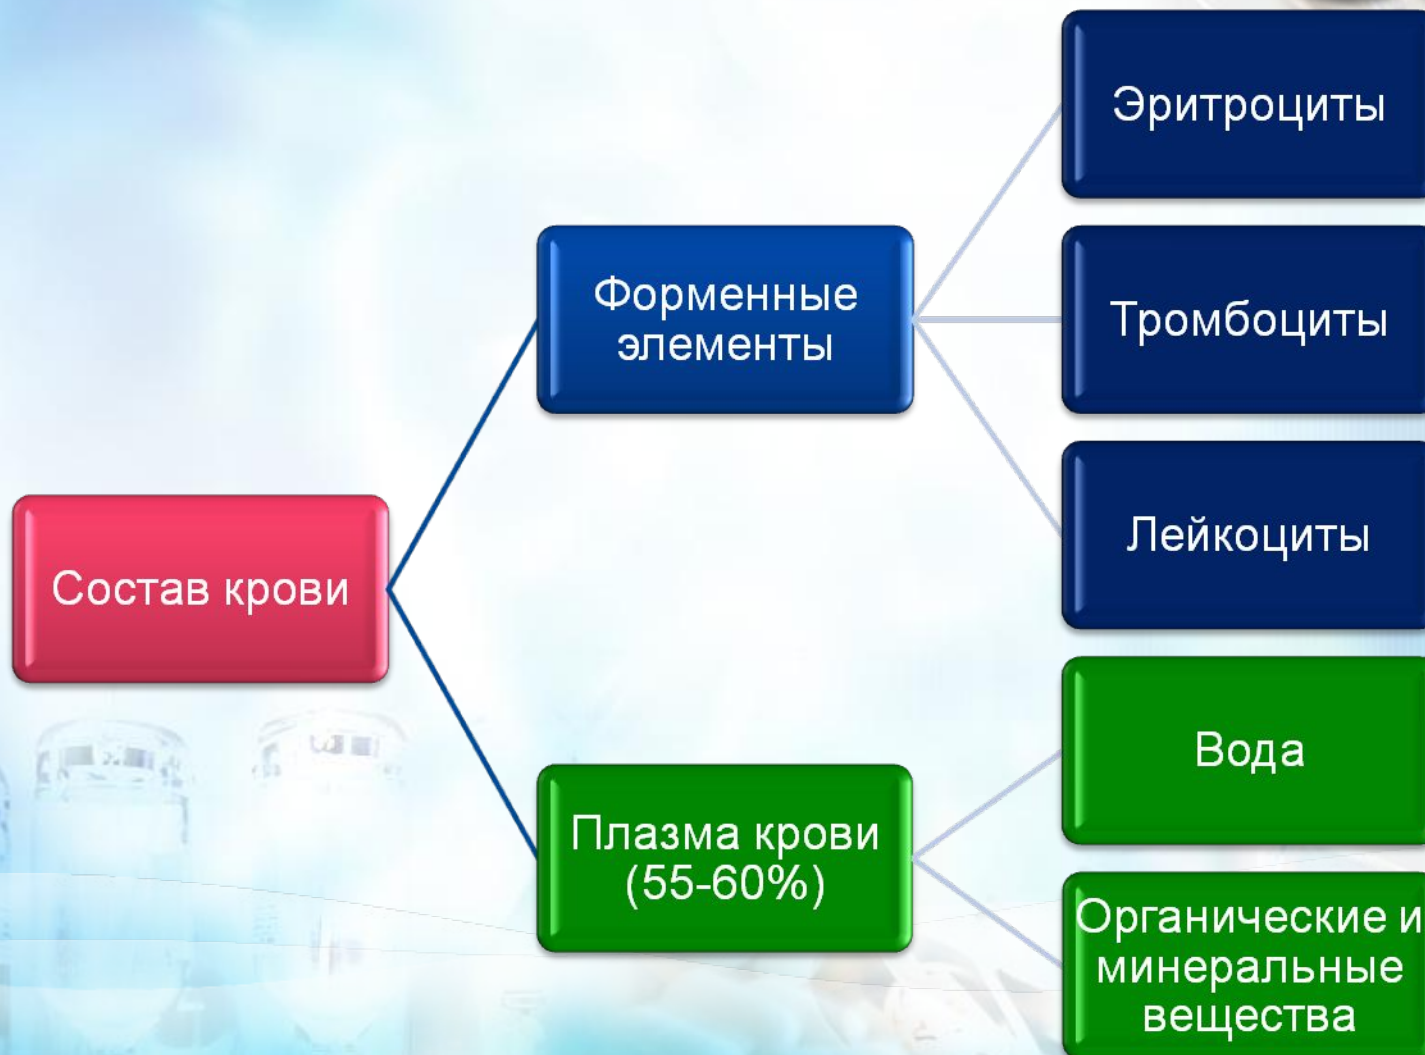 Эритроциты
Форменные
элементы
Тромбоциты
Лейкоциты
Состав крови
Вода
Плазма крови
(55-60%)
Органические и
минеральные
вещества